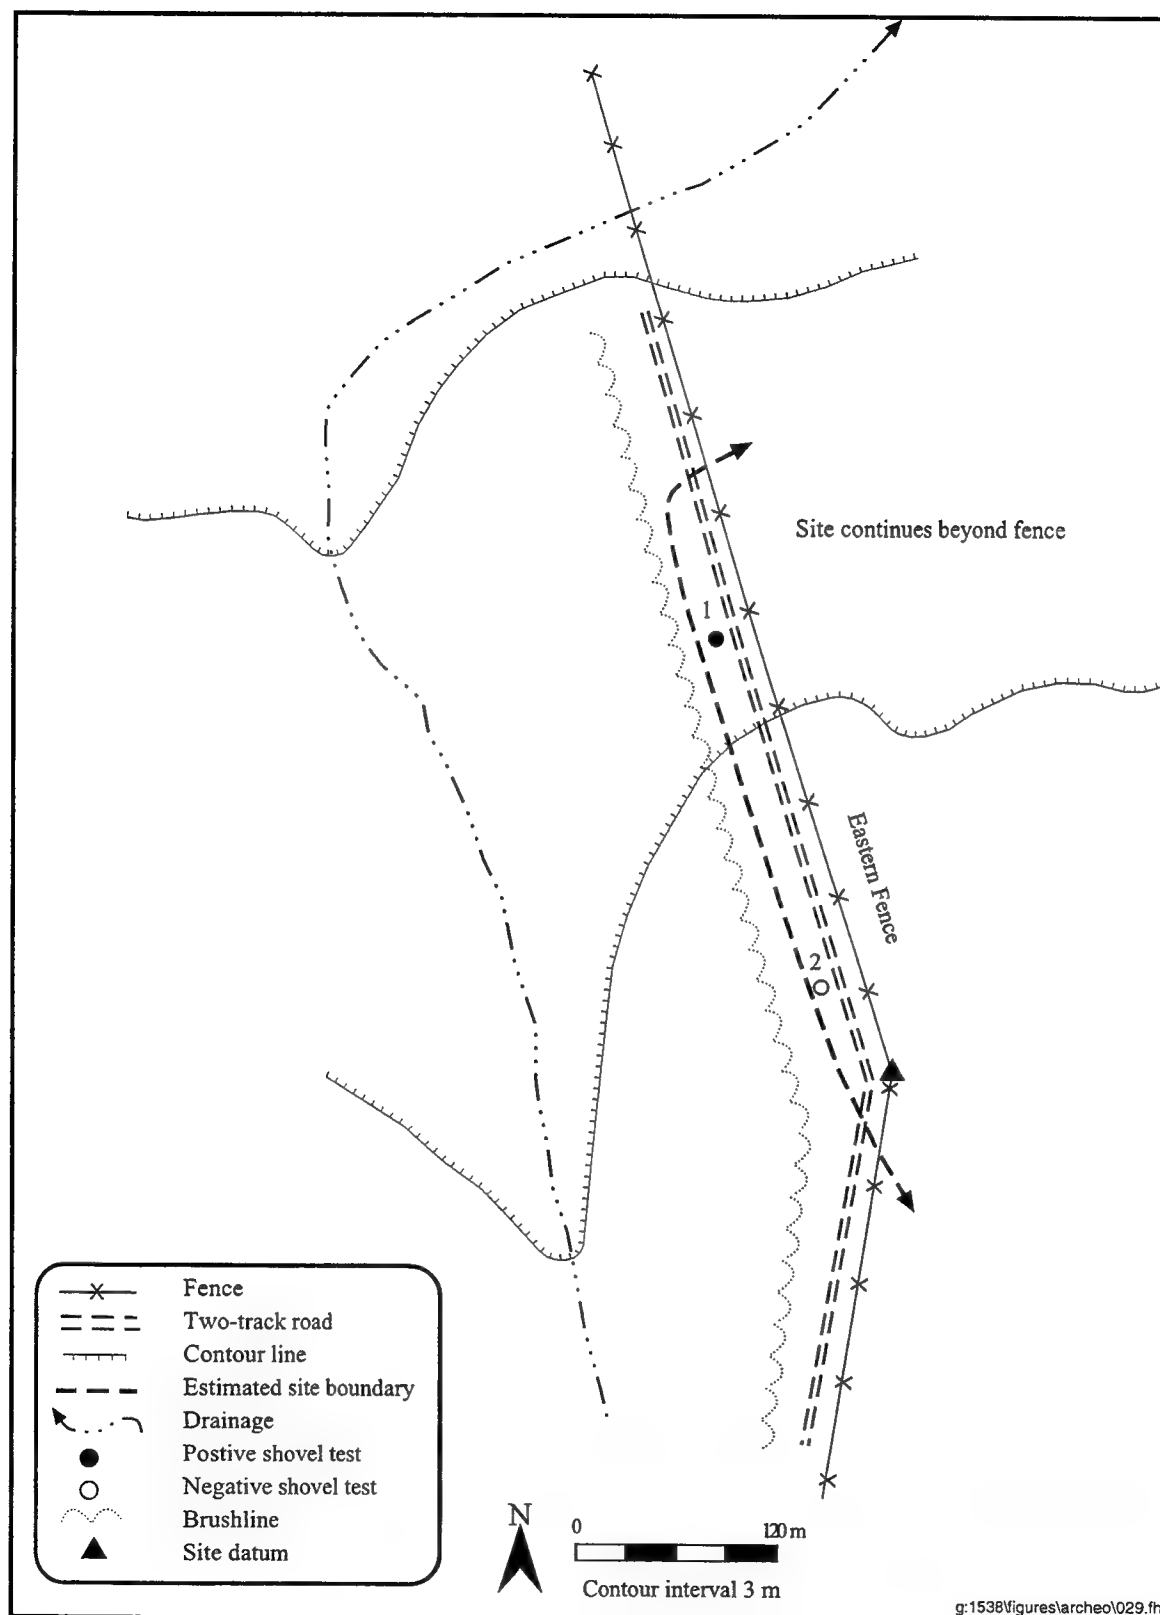 Site continues beyond fence
1
Eastern Fence
2
Fence
Two-track road
Contour line
Estimated site boundary
Drainage
Postive shovel test
Negative shovel test
Brushline
Site datum
N
0 120 m
Contour interval 3 m
g:1538\figures\archeo\029.fh